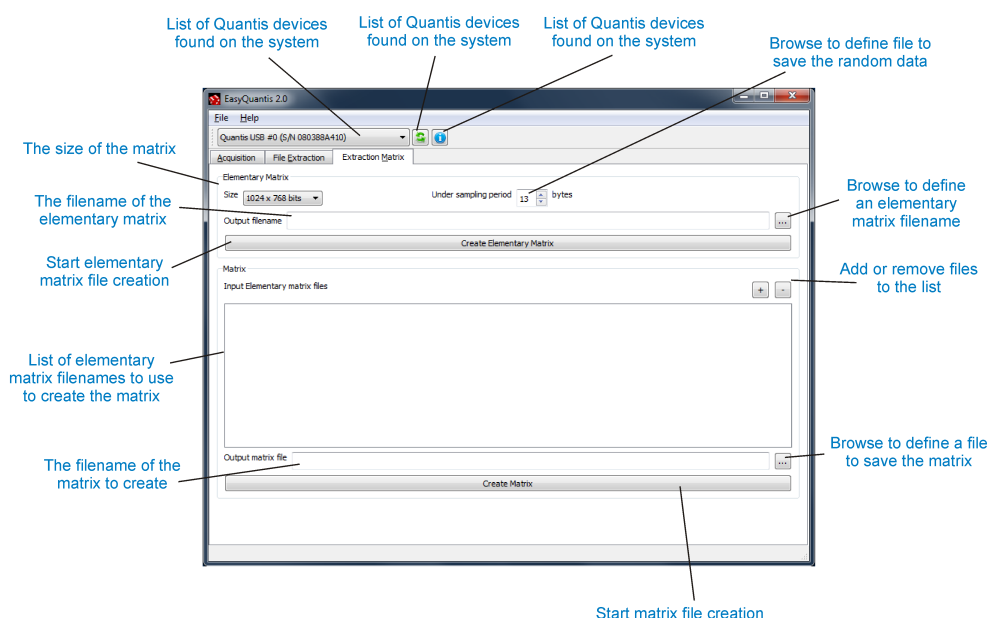 List of Quantis devices
found on the system
List of Quantis devices
found on the system
List of Quantis devices
found on the system
Browse to define file to
save the random data
EasyQuantis 2.0
File Help
Quantis USB #0 (S/N 080388A410)
Acquisition File Extraction Extraction Matrix
The size of the matrix
Elementary Matrix
Size 1024 x 768 bits Under sampling period 13 bytes
The filename of the
elementary matrix
Output filename ...
Browse to define
an elementary
matrix filename
Create Elementary Matrix
Start elementary
matrix file creation
Matrix
Input Elementary matrix files + -
Add or remove files
to the list
List of elementary
matrix filenames to use
to create the matrix
Output matrix file ...
Browse to define a file
to save the matrix
The filename of the
matrix to create
Create Matrix
Start matrix file creation